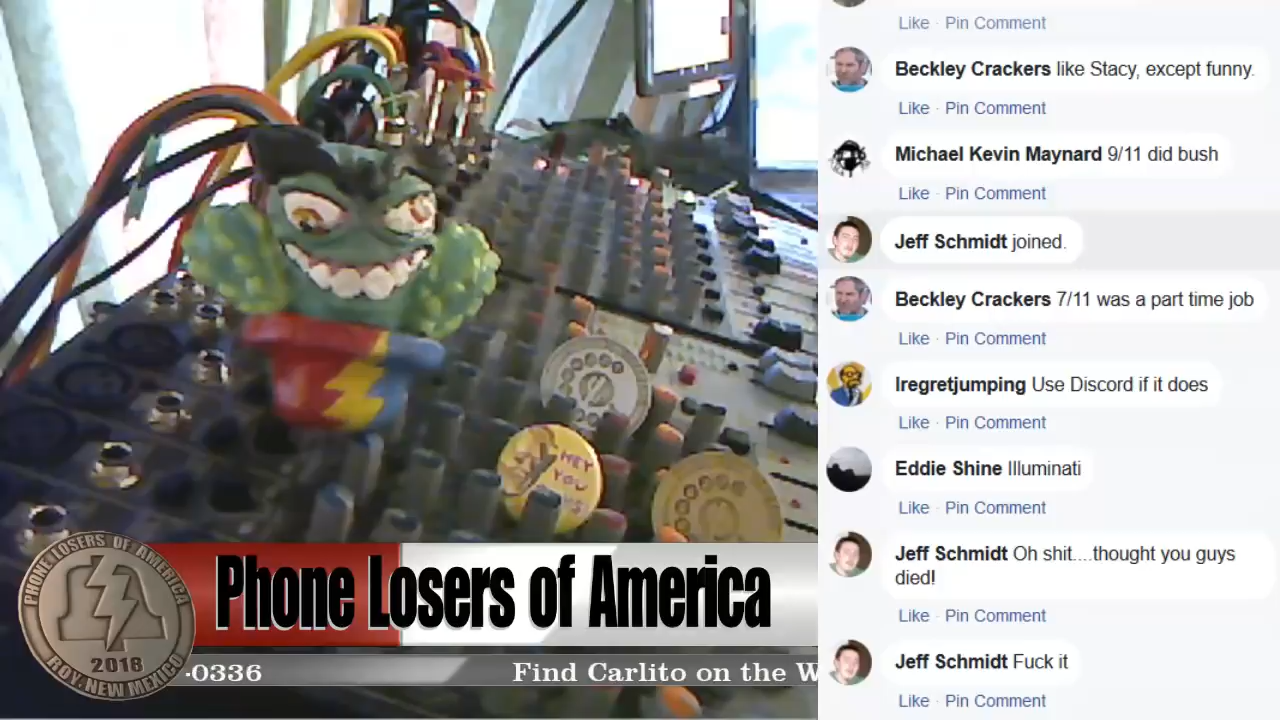 HEY
YOU
PHONE LOSERS OF AMERICA
2018
ROY, NEW MEXICO
Phone Losers of America
-0336
Find Carlito on the W
Like · Pin Comment
Beckley Crackers like Stacy, except funny.
Like · Pin Comment
Michael Kevin Maynard 9/11 did bush
Like · Pin Comment
Jeff Schmidt joined.
Beckley Crackers 7/11 was a part time job
Like · Pin Comment
Iregretjumping Use Discord if it does
Like · Pin Comment
Eddie Shine Illuminati
Like · Pin Comment
Jeff Schmidt Oh shit....thought you guys
died!
Like · Pin Comment
Jeff Schmidt Fuck it
Like · Pin Comment